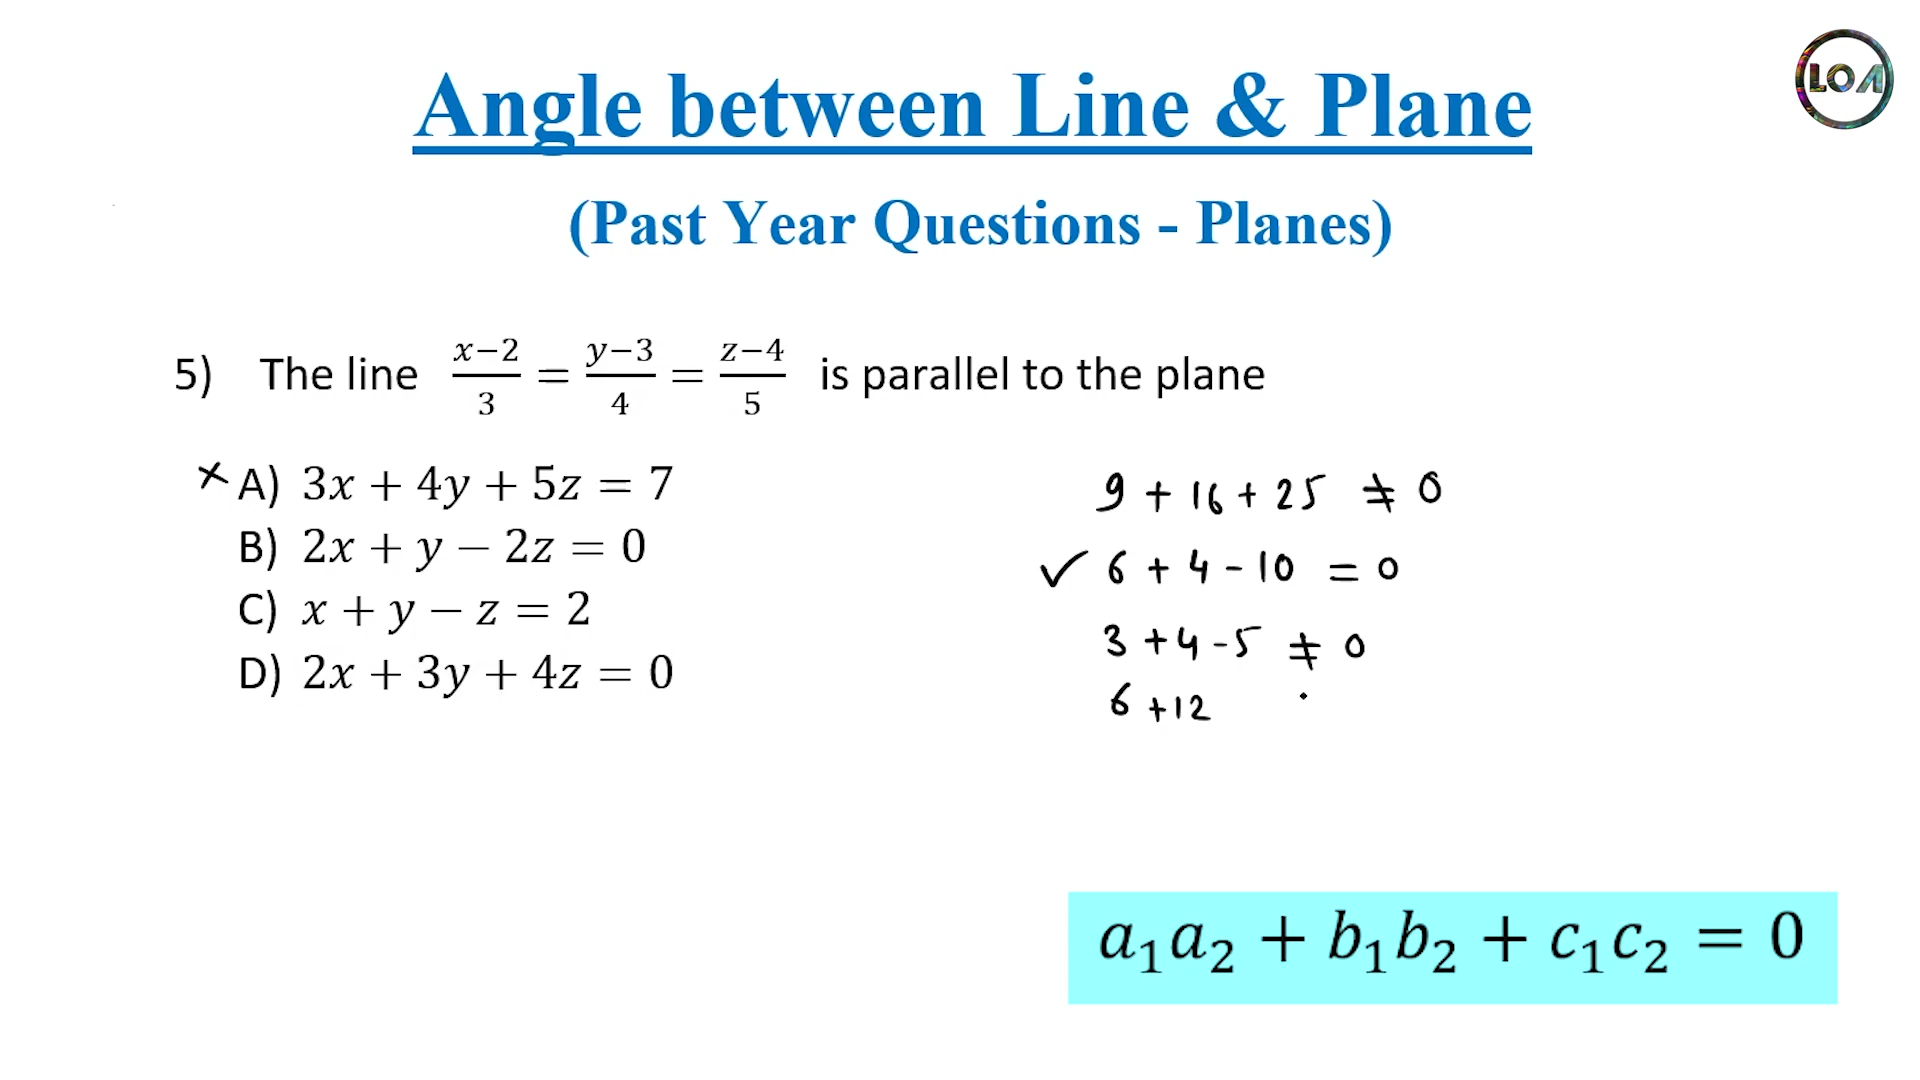 LOA
Angle between Line & Plane
(Past Year Questions - Planes)
5) The line x−2/3 = y−3/4 = z−4/5 is parallel to the plane
× A) 3x + 4y + 5z = 7
B) 2x + y − 2z = 0
C) x + y − z = 2
D) 2x + 3y + 4z = 0
9 + 16 + 25 ≠ 0
✓ 6 + 4 - 10 = 0
3 + 4 - 5 ≠ 0
6 + 12
a₁a₂ + b₁b₂ + c₁c₂ = 0